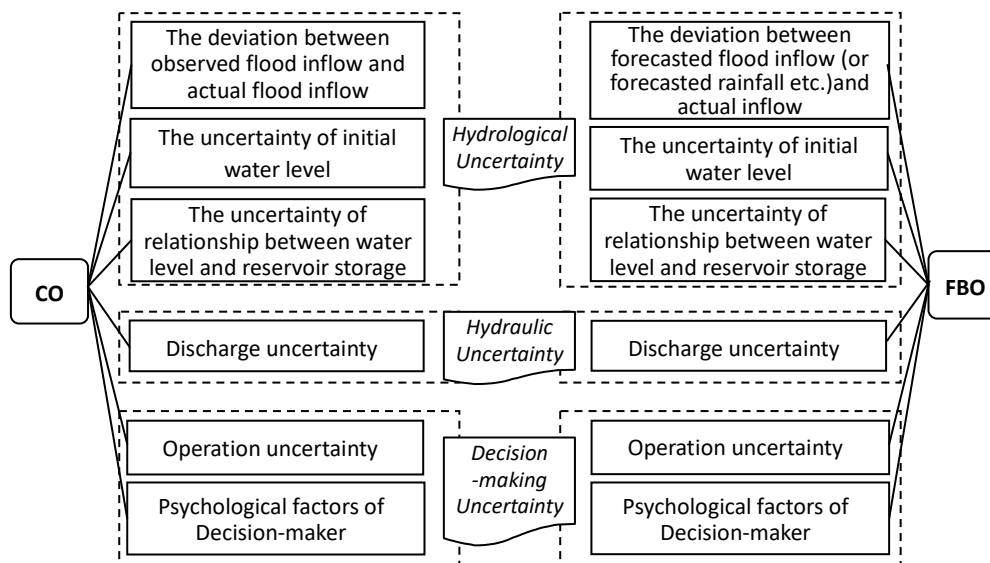 The deviation between
observed flood inflow and
actual flood inflow
The uncertainty of initial
water level
The uncertainty of
relationship between water
level and reservoir storage
CO
Discharge uncertainty
Operation uncertainty
Psychological factors of
Decision-maker
Hydrological
Uncertainty
Hydraulic
Uncertainty
Decision
-making
Uncertainty
The deviation between
forecasted flood inflow (or
forecasted rainfall etc.)and
actual inflow
The uncertainty of initial
water level
The uncertainty of
relationship between water
level and reservoir storage
FBO
Discharge uncertainty
Operation uncertainty
Psychological factors of
Decision-maker